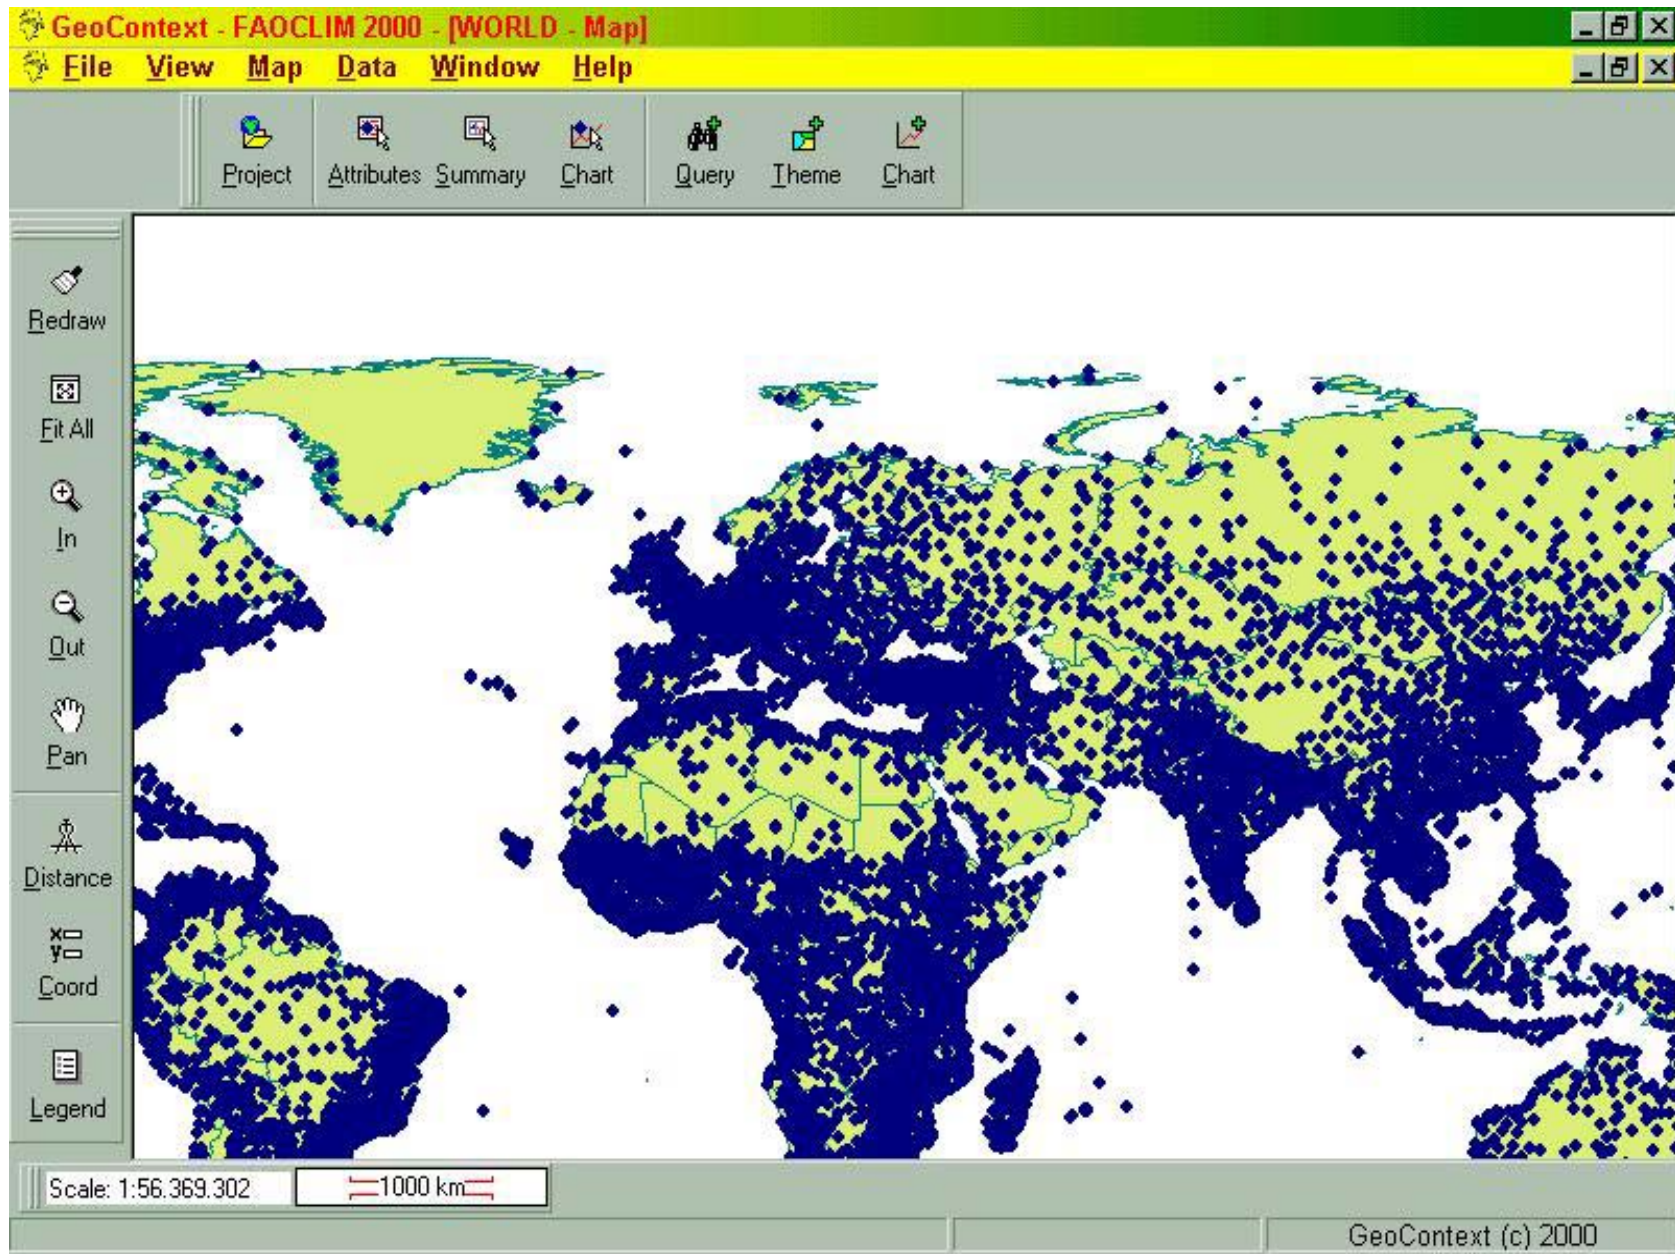 GeoContext - FAOCLIM 2000 - [WORLD - Map]
File View Map Data Window Help
Project Attributes Summary Chart Query Theme Chart
Redraw
Fit All
In
Out
Pan
Distance
x
y
Coord
Legend
Scale: 1:56.369.302 1000 km
GeoContext (c) 2000